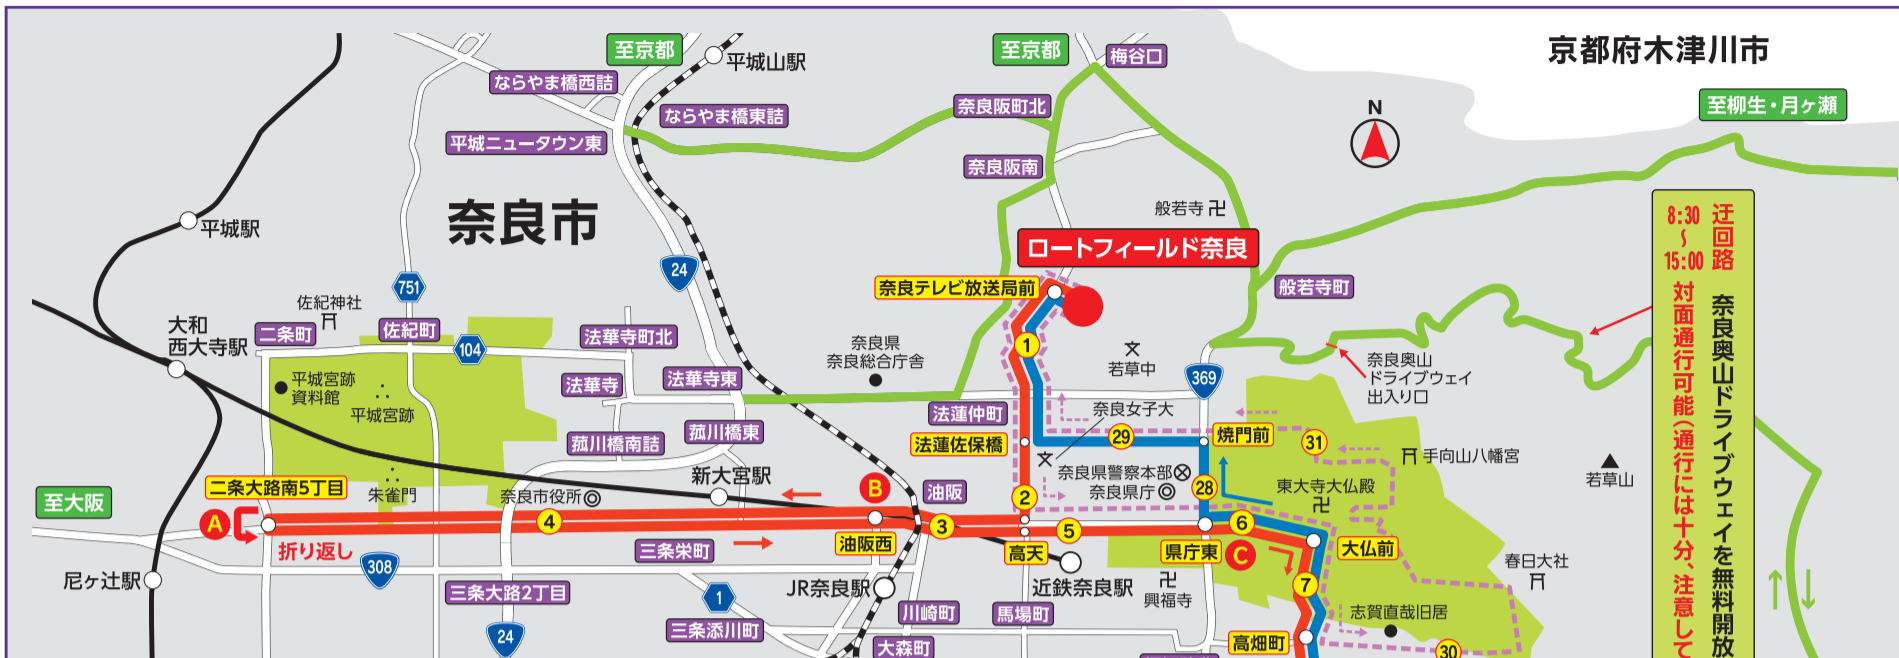 京都府木津川市
至京都
平城山駅
至京都
梅谷口
ならやま橋西詰
ならやま橋東詰
奈良阪町北
至柳生・月ヶ瀬
N
平城ニュータウン東
奈良阪南
奈良市
平城駅
般若寺
ロートフィールド奈良
24
751
奈良テレビ放送局前
般若寺町
佐紀神社
大和
西大寺駅
二条町
佐紀町
104
法華寺町北
奈良県
奈良総合庁舎
1
若草中
369
奈良奥山
ドライブウェイ
出入り口
平城宮跡
資料館
平城宮跡
法華寺
法華寺東
法蓮仲町
奈良女子大
法蓮佐保橋
29
焼門前
31
手向山八幡宮
菰川橋南詰
菰川橋東
新大宮駅
奈良県警察本部
奈良県庁
28
東大寺大仏殿
若草山
至大阪
二条大路南5丁目
朱雀門
奈良市役所
B
油阪
2
A
4
3
5
6
折り返し
308
三条栄町
油阪西
高天
県庁東
C
大仏前
尼ヶ辻駅
三条大路2丁目
1
JR奈良駅
近鉄奈良駅
興福寺
7
春日大社
川崎町
馬場町
志賀直哉旧居
24
三条添川町
大森町
高畑町
30
迂回路
8:30
～
15:00
奈良奥山ドライブウェイを無料開放
対面通行可能(通行には十分、注意して